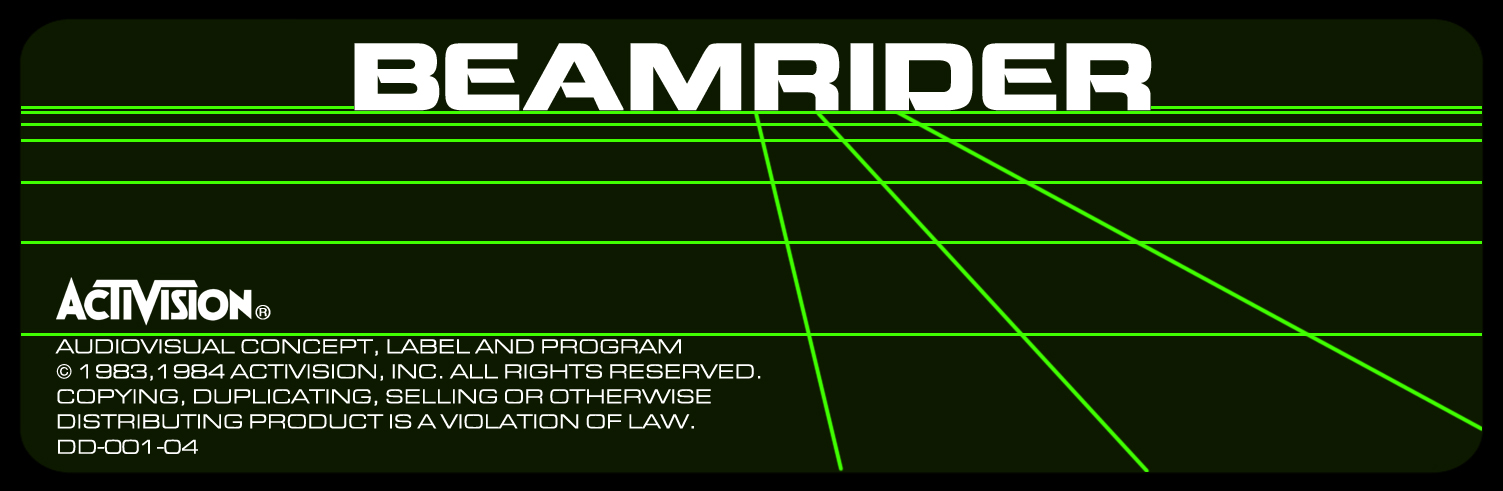 BEAMRIDER
ACTIVISION®
AUDIOVISUAL CONCEPT, LABEL AND PROGRAM
© 1983,1984 ACTIVISION, INC. ALL RIGHTS RESERVED.
COPYING, DUPLICATING, SELLING OR OTHERWISE
DISTRIBUTING PRODUCT IS A VIOLATION OF LAW.
DD-001-04